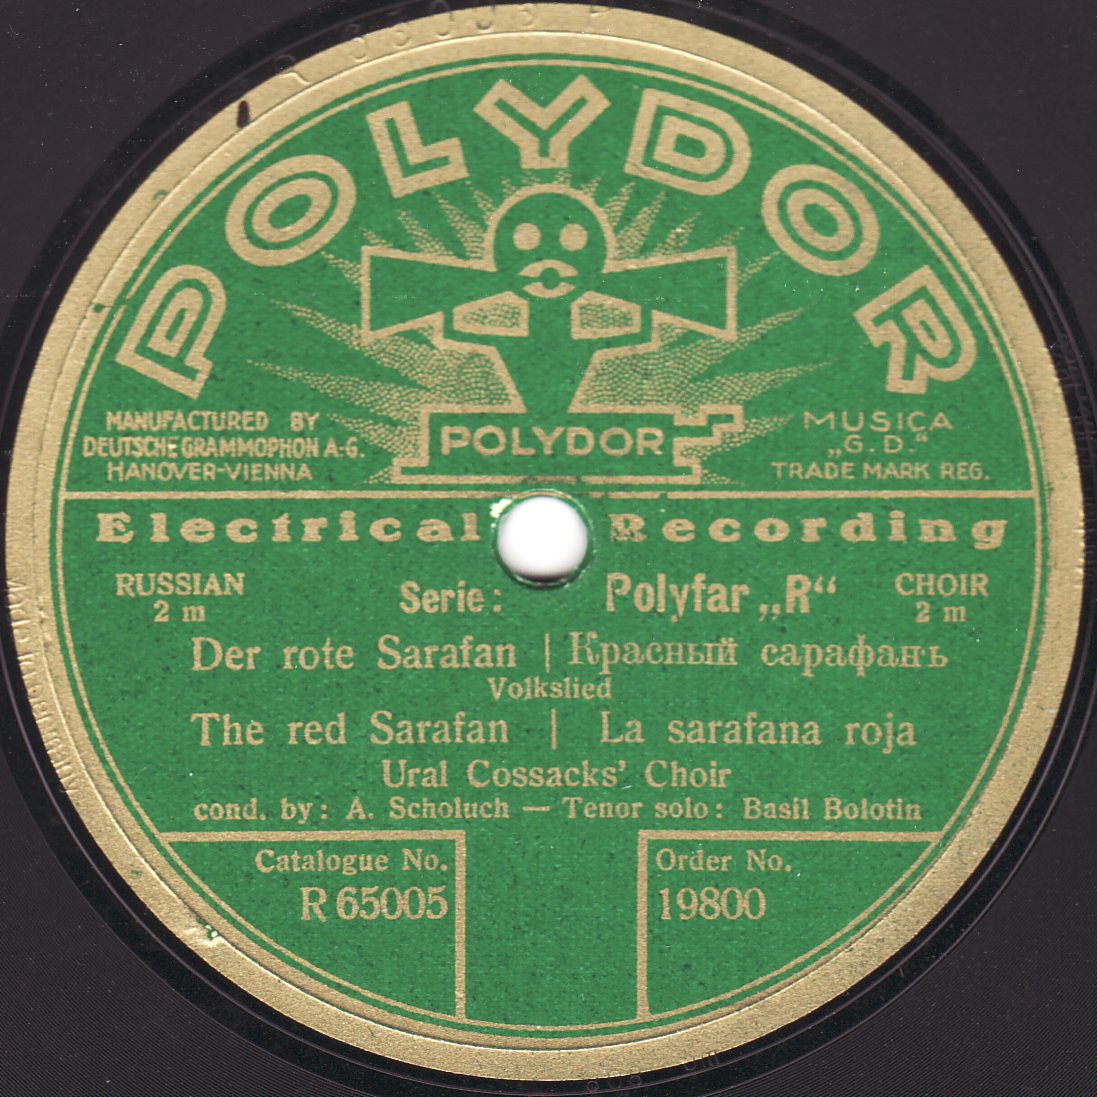 POLYDOR
POLYDOR
MANUFACTURED BY
DEUTSCHE GRAMMOPHON A-G.
HANOVER-VIENNA
MUSICA
„G.D.“
TRADE MARK REG.
Electrical Recording
RUSSIAN
2 m
Serie: Polyfar „R“
CHOIR
2 m
Der rote Sarafan | Красный сарафанъ
Volkslied
The red Sarafan | La sarafana roja
Ural Cossacks' Choir
cond. by: A. Scholuch — Tenor solo: Basil Bolotin
Catalogue No.
R 65005
Order No.
19800